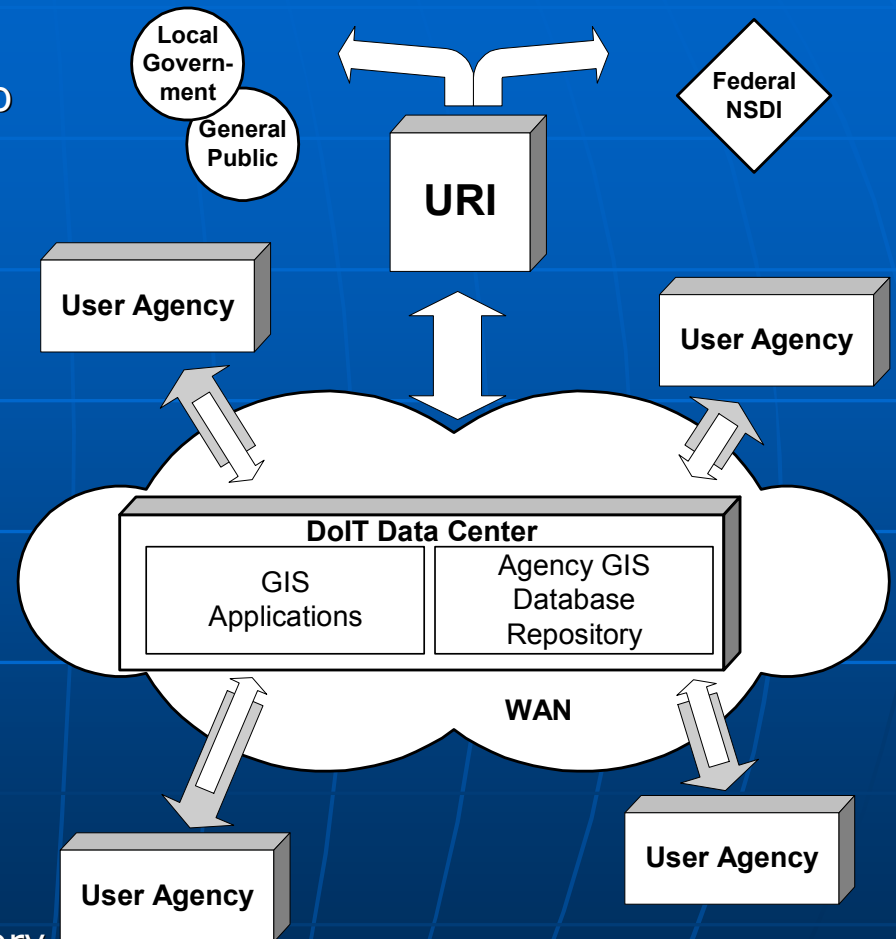 Local
Govern-
ment
General
Public
Federal
NSDI
URI
User Agency
User Agency
DoIT Data Center
GIS
Applications
Agency GIS
Database
Repository
WAN
User Agency
User Agency